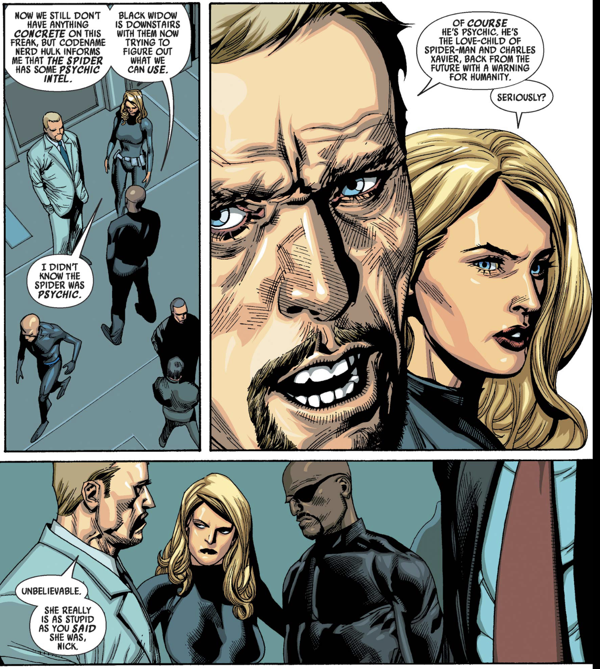 NOW WE STILL DON'T
HAVE ANYTHING
CONCRETE ON THIS
FREAK, BUT CODENAME
NERD HULK INFORMS
ME THAT THE SPIDER
HAS SOME PSYCHIC
INTEL.
BLACK WIDOW
IS DOWNSTAIRS
WITH THEM NOW
TRYING TO
FIGURE OUT
WHAT WE
CAN USE.
I DIDN'T
KNOW THE
SPIDER WAS
PSYCHIC.
OF COURSE
HE'S PSYCHIC. HE'S
THE LOVE-CHILD OF
SPIDER-MAN AND CHARLES
XAVIER, BACK FROM THE
FUTURE WITH A WARNING
FOR HUMANITY.
SERIOUSLY?
UNBELIEVABLE.
SHE REALLY
IS AS STUPID
AS YOU SAID
SHE WAS,
NICK.